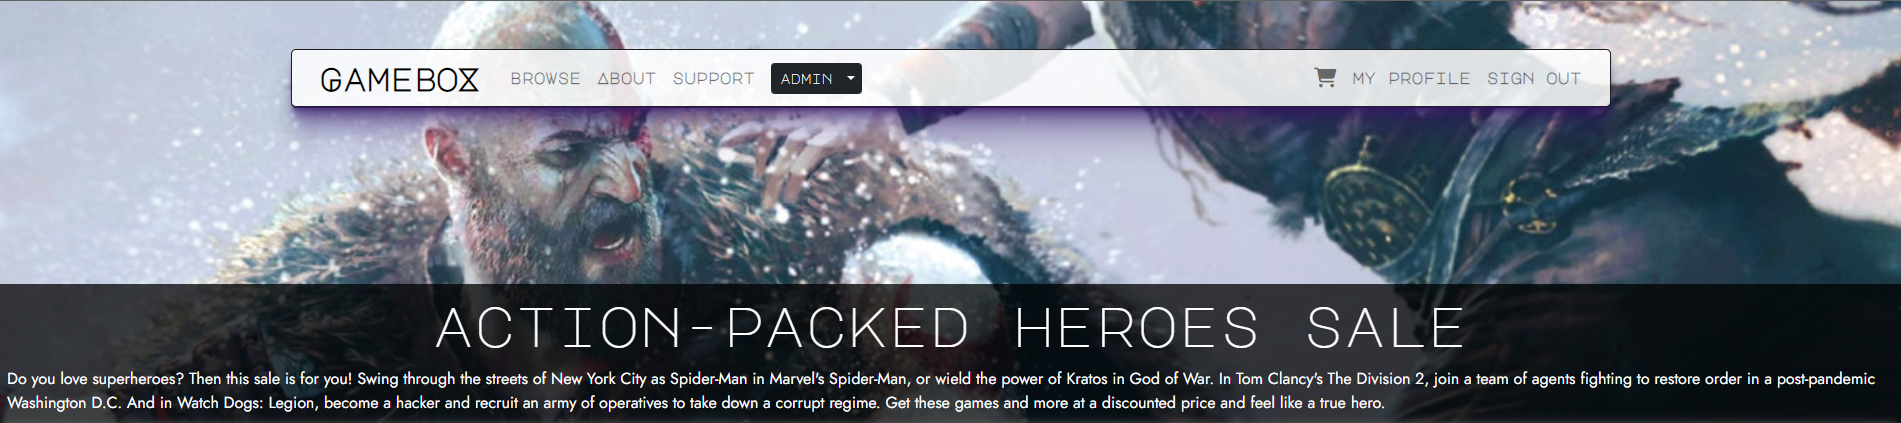 GAMEBOX BROWSE ABOUT SUPPORT ADMIN MY PROFILE SIGN OUT
ACTION-PACKED HEROES SALE
Do you love superheroes? Then this sale is for you! Swing through the streets of New York City as Spider-Man in Marvel's Spider-Man, or wield the power of Kratos in God of War. In Tom Clancy's The Division 2, join a team of agents fighting to restore order in a post-pandemic
Washington D.C. And in Watch Dogs: Legion, become a hacker and recruit an army of operatives to take down a corrupt regime. Get these games and more at a discounted price and feel like a true hero.